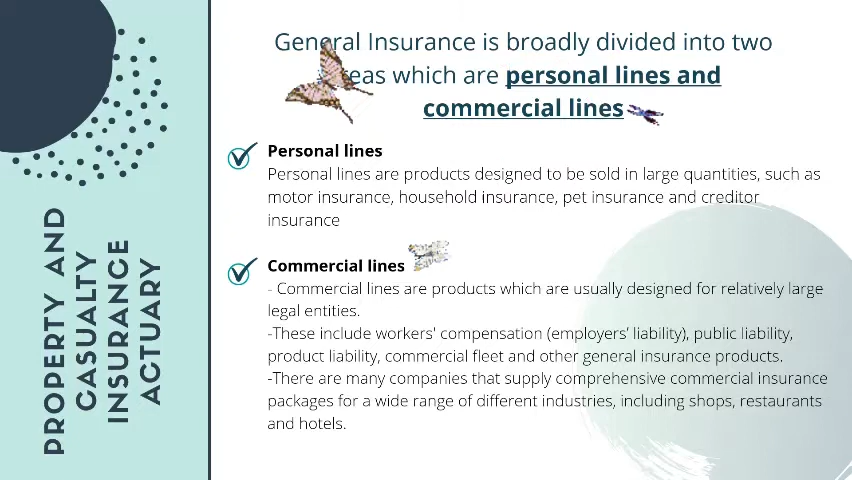 PROPERTY AND
CASUALTY
INSURANCE
ACTUARY
General Insurance is broadly divided into two
areas which are personal lines and
commercial lines
Personal lines
Personal lines are products designed to be sold in large quantities, such as
motor insurance, household insurance, pet insurance and creditor
insurance
Commercial lines
- Commercial lines are products which are usually designed for relatively large
legal entities.
-These include workers' compensation (employers' liability), public liability,
product liability, commercial fleet and other general insurance products.
-There are many companies that supply comprehensive commercial insurance
packages for a wide range of different industries, including shops, restaurants
and hotels.